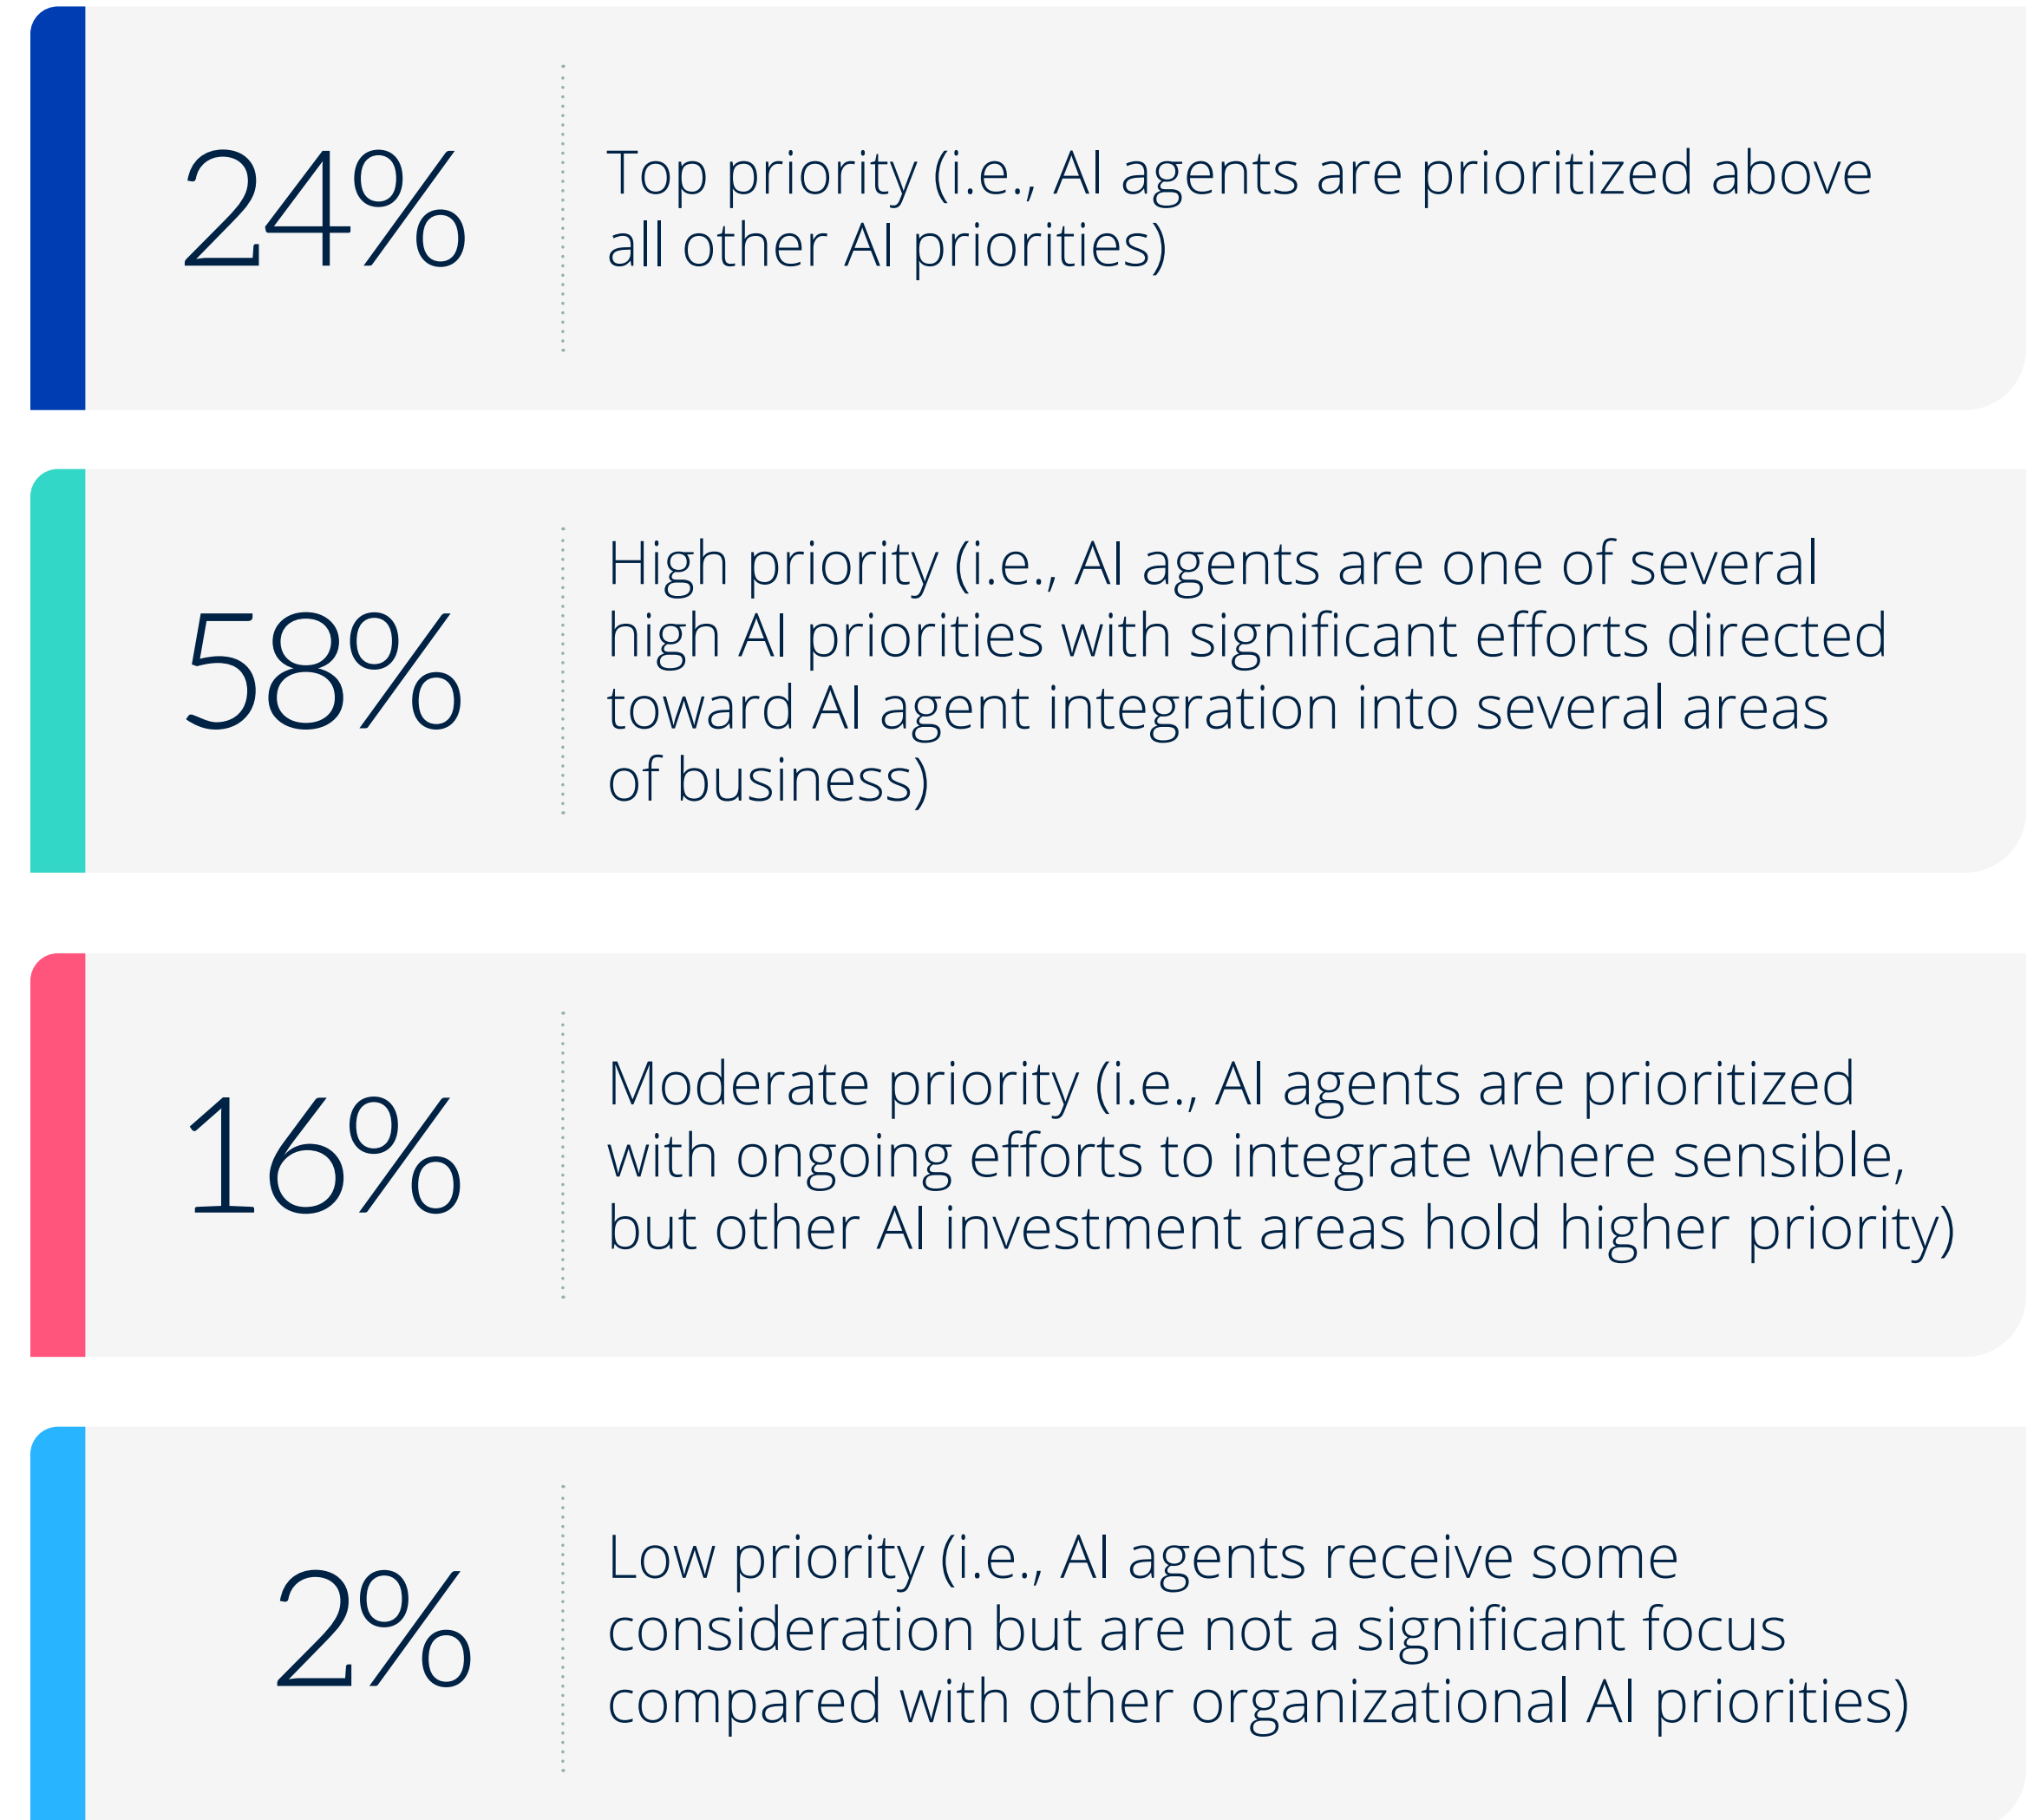 24%
Top priority (i.e., AI agents are prioritized above
all other AI priorities)
58%
High priority (i.e., AI agents are one of several
high AI priorities with significant efforts directed
toward AI agent integration into several areas
of business)
16%
Moderate priority (i.e., AI agents are prioritized
with ongoing efforts to integrate where sensible,
but other AI investment areas hold higher priority)
2%
Low priority (i.e., AI agents receive some
consideration but are not a significant focus
compared with other organizational AI priorities)